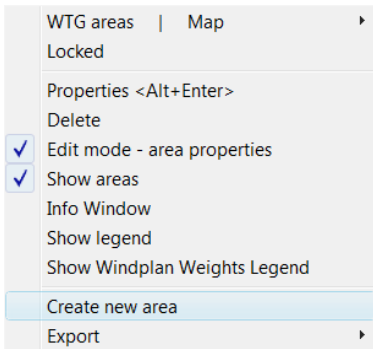 WTG areas | Map
Locked
Properties <Alt+Enter>
Delete
Edit mode - area properties
Show areas
Info Window
Show legend
Show Windplan Weights Legend
Create new area
Export